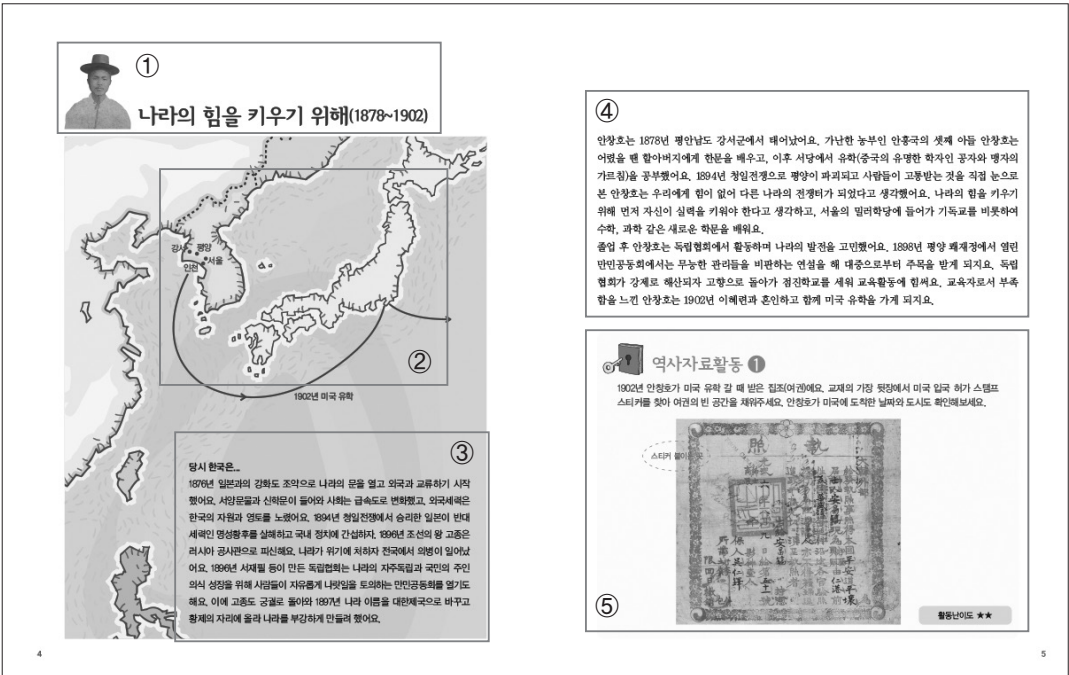 ①
나라의 힘을 키우기 위해(1878~1902)
강서
평양
서울
인천
②
1902년 미국 유학
③
당시 한국은...
1876년 일본과의 강화도 조약으로 나라의 문을 열고 외국과 교류하기 시작
했어요. 서양문물과 신학문이 들어와 사회는 급속도로 변화했고, 외국세력은
한국의 자원과 영토를 노렸어요. 1894년 청일전쟁에서 승리한 일본이 반대
세력인 명성황후를 살해하고 국내 정치에 간섭하자, 1896년 조선의 왕 고종은
러시아 공사관으로 피신해요. 나라가 위기에 처하자 전국에서 의병이 일어났
어요. 1896년 서재필 등이 만든 독립협회는 나라의 자주독립과 국민의 주인
의식 성장을 위해 사람들이 자유롭게 나랏일을 토의하는 만민공동회를 열기도
해요. 이에 고종도 궁궐로 돌아와 1897년 나라 이름을 대한제국으로 바꾸고
황제의 자리에 올라 나라를 부강하게 만들려 했어요.
4
④
안창호는 1878년 평안남도 강서군에서 태어났어요. 가난한 농부인 안흥국의 셋째 아들 안창호는
어렸을 땐 할아버지에게 한문을 배우고, 이후 서당에서 유학(중국의 유명한 학자인 공자와 맹자의
가르침)을 공부했어요. 1894년 청일전쟁으로 평양이 파괴되고 사람들이 고통받는 것을 직접 눈으로
본 안창호는 우리에게 힘이 없어 다른 나라의 전쟁터가 되었다고 생각했어요. 나라의 힘을 키우기
위해 먼저 자신이 실력을 키워야 한다고 생각하고, 서울의 밀러학당에 들어가 기독교를 비롯하여
수학, 과학 같은 새로운 학문을 배워요.
졸업 후 안창호는 독립협회에서 활동하며 나라의 발전을 고민했어요. 1898년 평양 쾌재정에서 열린
만민공동회에서는 무능한 관리들을 비판하는 연설을 해 대중으로부터 주목을 받게 되지요. 독립
협회가 강제로 해산되자 고향으로 돌아가 점진학교를 세워 교육활동에 힘써요. 교육자로서 부족
함을 느낀 안창호는 1902년 이혜련과 혼인하고 함께 미국 유학을 가게 되지요.
역사자료활동 ❶
1902년 안창호가 미국 유학 갈 때 받은 집조(여권)에요. 교재의 가장 뒷장에서 미국 입국 허가 스탬프
스티커를 찾아 여권의 빈 공간을 채워주세요. 안창호가 미국에 도착한 날짜와 도시도 확인해보세요.
스티커 붙이는 곳
執照
⑤
활동난이도 ★★
5